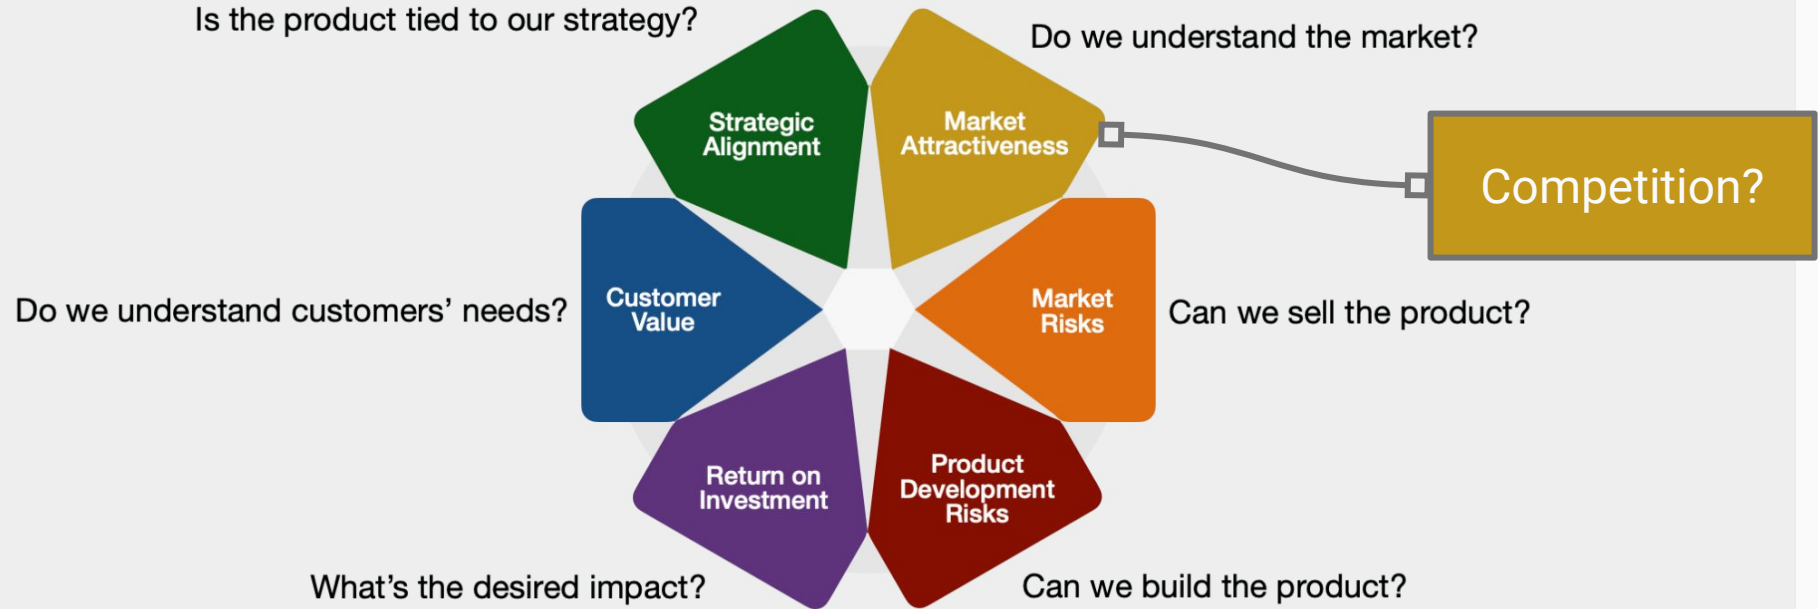 Is the product tied to our strategy?
Do we understand the market?
Strategic
Alignment
Market
Attractiveness
Competition?
Do we understand customers’ needs?
Customer
Value
Market
Risks
Can we sell the product?
Return on
Investment
Product
Development
Risks
What’s the desired impact?
Can we build the product?